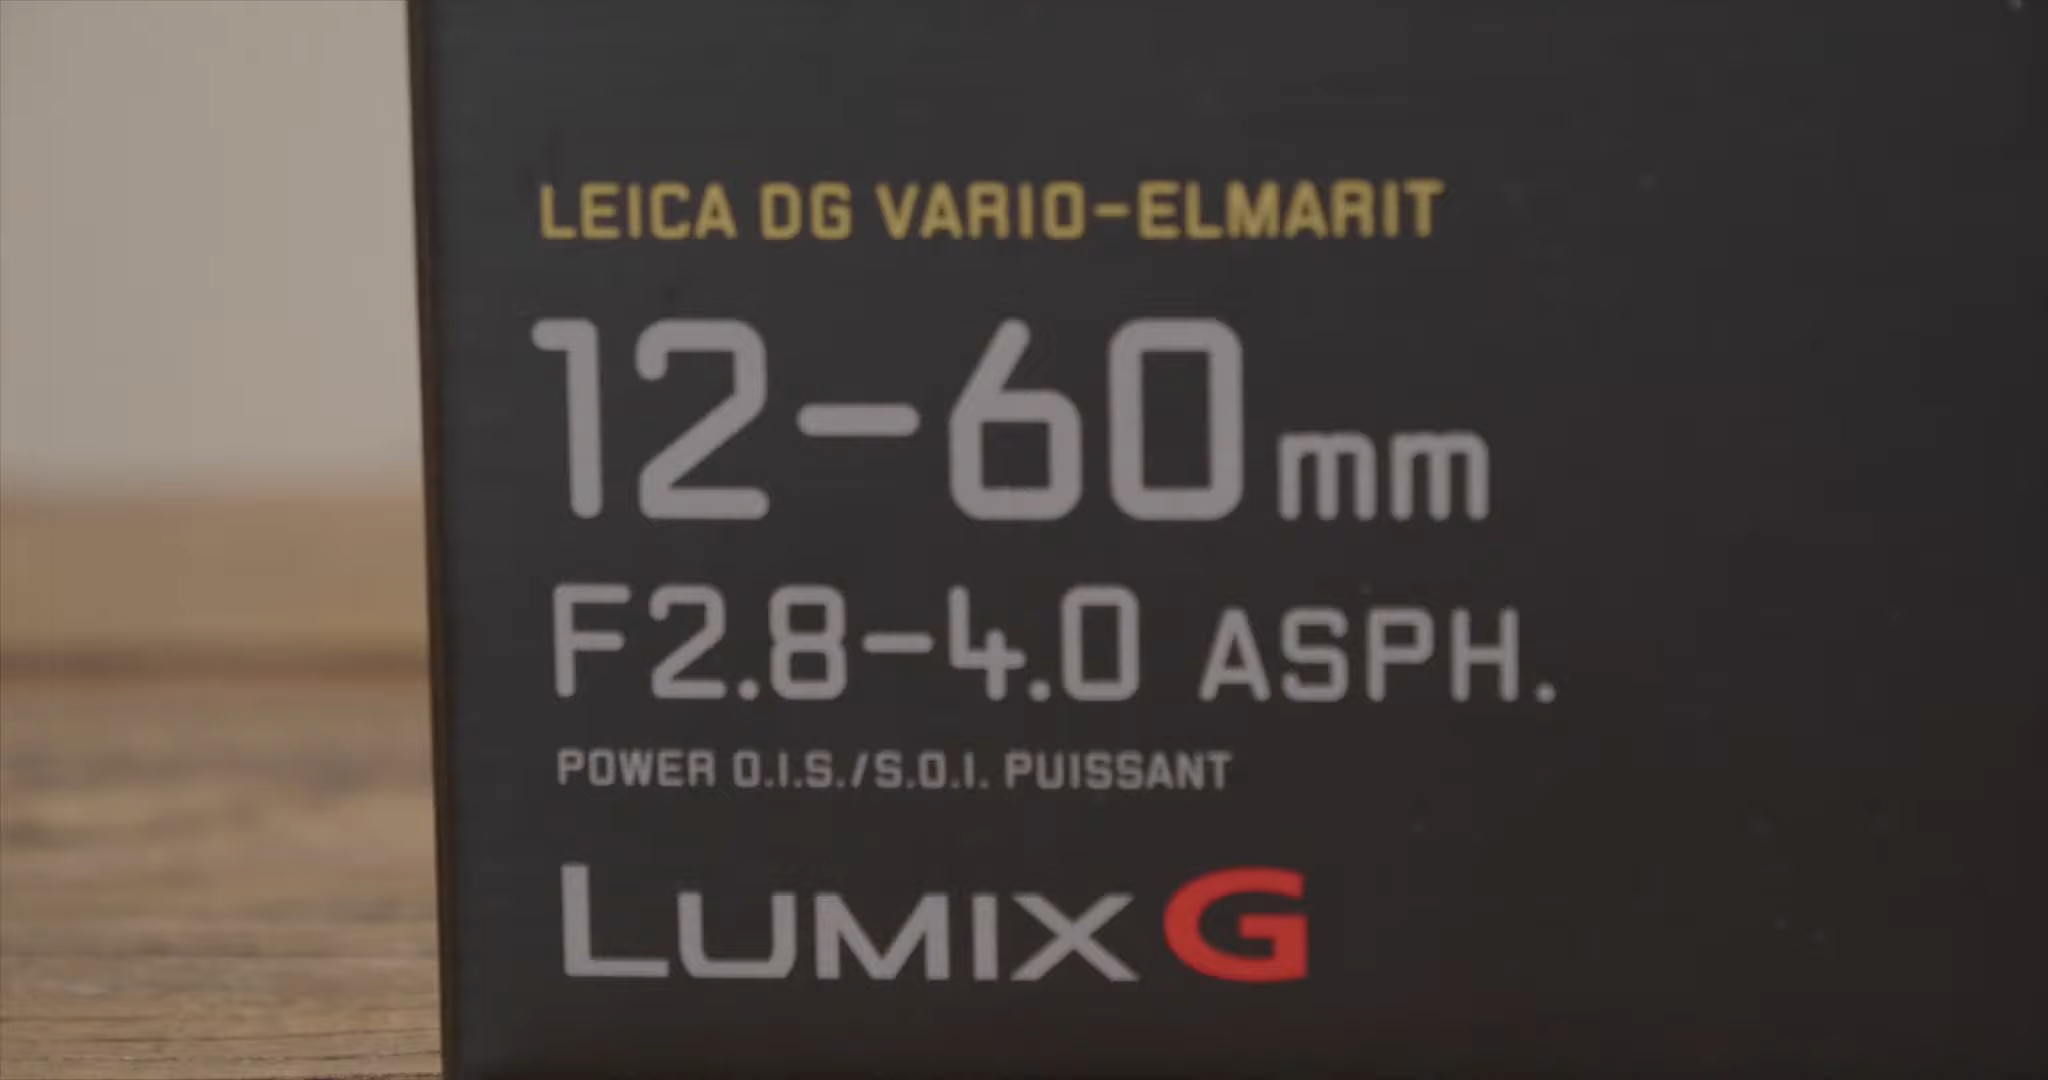 LEICA DG VARIO-ELMARIT
12-60mm
F2.8-4.0 ASPH.
POWER O.I.S./S.O.I. PUISSANT
LUMIX G